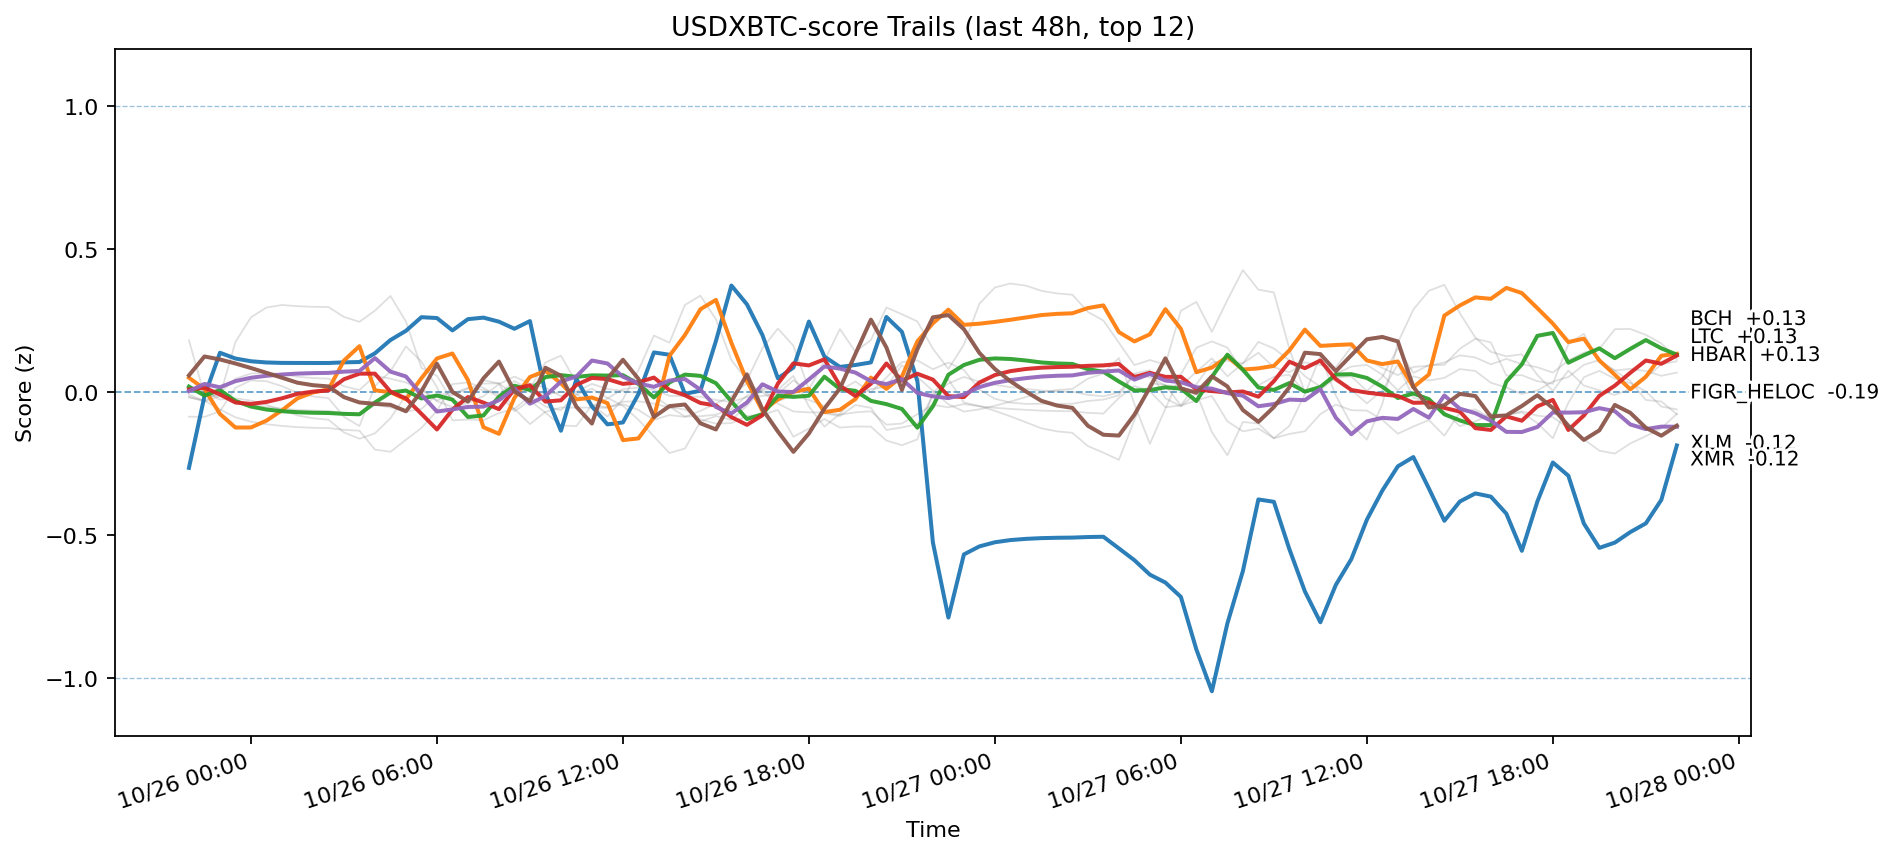 USDXBTC-score Trails (last 48h, top 12)
Score (z)
1.0
0.5
0.0
−0.5
−1.0
BCH +0.13
LTC +0.13
HBAR +0.13
FIGR_HELOC -0.19
XLM -0.12
XMR -0.12
10/26 00:00
10/26 06:00
10/26 12:00
10/26 18:00
10/27 00:00
10/27 06:00
10/27 12:00
10/27 18:00
10/28 00:00
Time